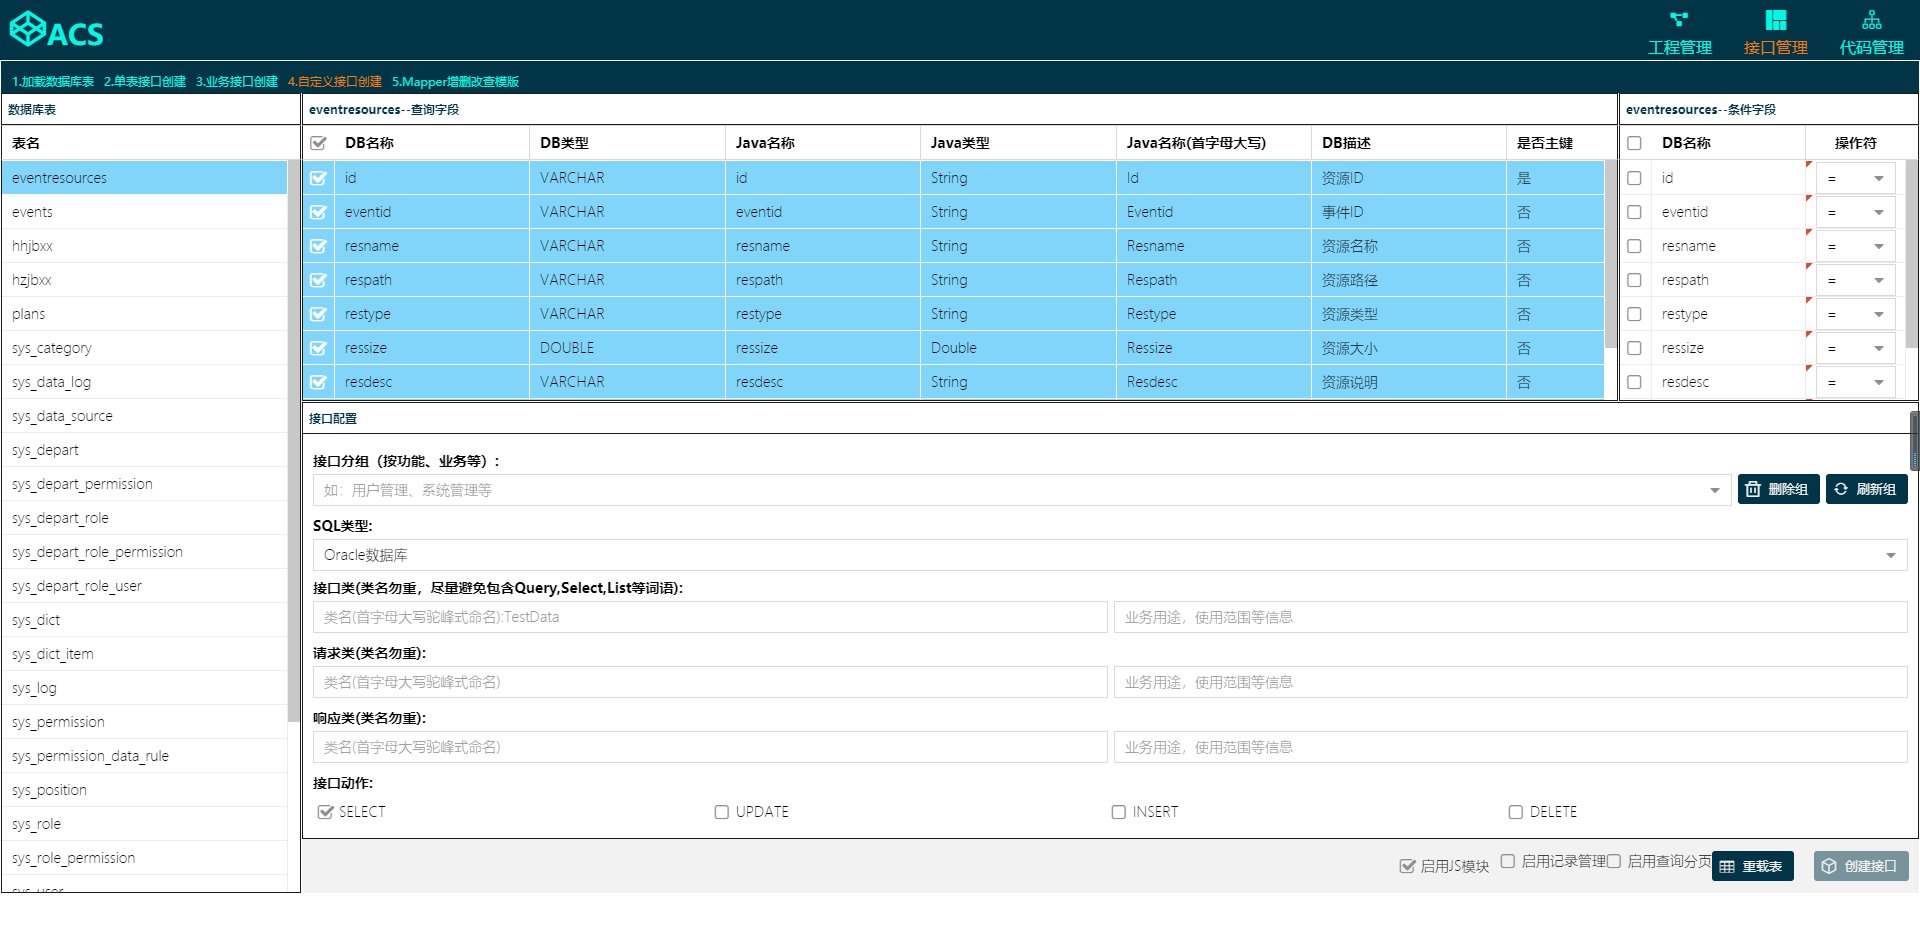 ACS
工程管理 接口管理 代码管理
1.加载数据库表 2.单表接口创建 3.业务接口创建 4.自定义接口创建 5.Mapper增删改查模版
数据库表
表名
eventresources
events
hhjbxx
hzjbxx
plans
sys_category
sys_data_log
sys_data_source
sys_depart
sys_depart_permission
sys_depart_role
sys_depart_role_permission
sys_depart_role_user
sys_dict
sys_dict_item
sys_log
sys_permission
sys_permission_data_rule
sys_position
sys_role
sys_role_permission
sys_user
eventresources--查询字段
DB名称 DB类型 Java名称 Java类型 Java名称(首字母大写) DB描述 是否主键
id VARCHAR id String Id 资源ID 是
eventid VARCHAR eventid String Eventid 事件ID 否
resname VARCHAR resname String Resname 资源名称 否
respath VARCHAR respath String Respath 资源路径 否
restype VARCHAR restype String Restype 资源类型 否
ressize DOUBLE ressize Double Ressize 资源大小 否
resdesc VARCHAR resdesc String Resdesc 资源说明 否
eventresources--条件字段
DB名称 操作符
id =
eventid =
resname =
respath =
restype =
ressize =
resdesc =
接口配置
接口分组（按功能、业务等）:
如：用户管理、系统管理等 删除组 刷新组
SQL类型:
Oracle数据库
接口类(类名勿重，尽量避免包含Query,Select,List等词语):
类名(首字母大写驼峰式命名):TestData 业务用途，使用范围等信息
请求类(类名勿重):
类名(首字母大写驼峰式命名) 业务用途，使用范围等信息
响应类(类名勿重):
类名(首字母大写驼峰式命名) 业务用途，使用范围等信息
接口动作:
SELECT UPDATE INSERT DELETE
启用JS模块 启用记录管理 启用查询分页 重载表 创建接口